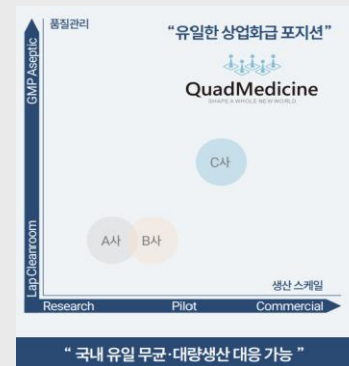 품질관리
“유일한 상업화급 포지션”
QuadMedicine
SHAPE A WHOLE NEW WORLD
GMP Aseptic
C사
A사
B사
Lap Cleanroom
생산 스케일
Research
Pilot
Commercial
“ 국내 유일 무균·대량생산 대응 가능 ”